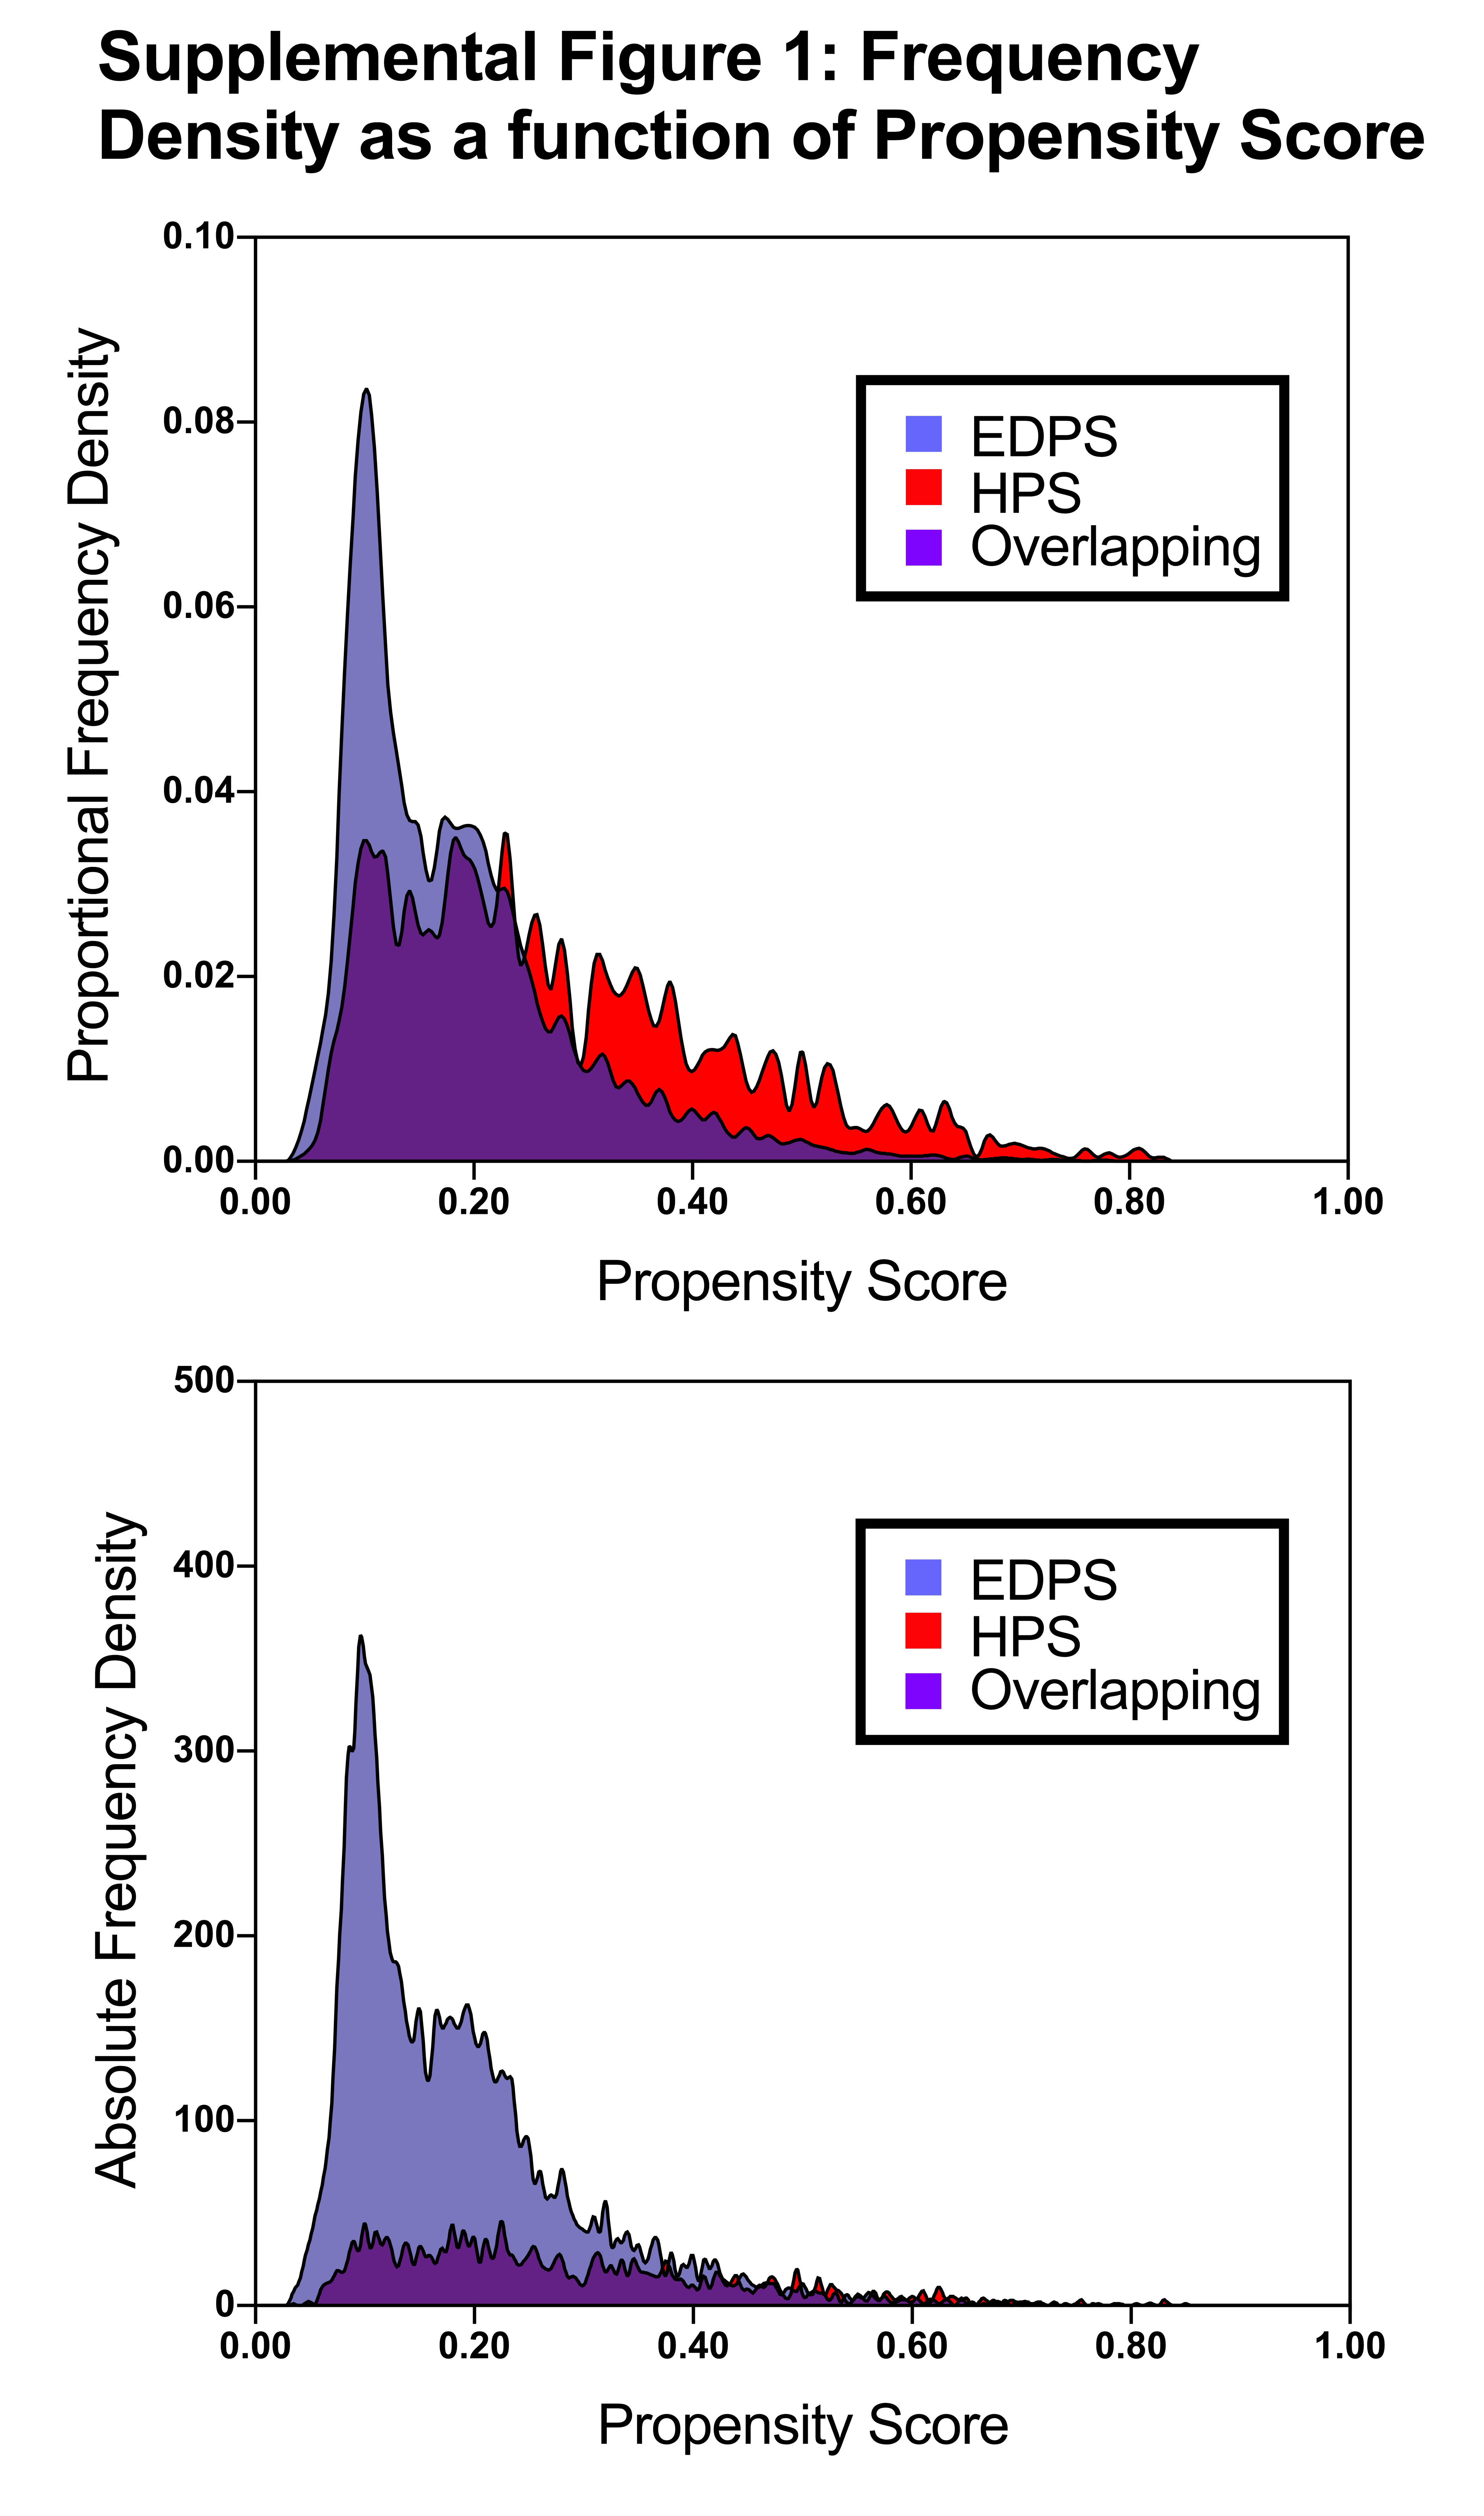 Supplemental Figure 1: Frequency
Density as a function of Propensity Score
Proportional Frequency Density
0.10
0.08
0.06
0.04
0.02
0.00
EDPS
HPS
Overlapping
0.00 0.20 0.40 0.60 0.80 1.00
Propensity Score
Absolute Frequency Density
500
400
300
200
100
0
EDPS
HPS
Overlapping
0.00 0.20 0.40 0.60 0.80 1.00
Propensity Score